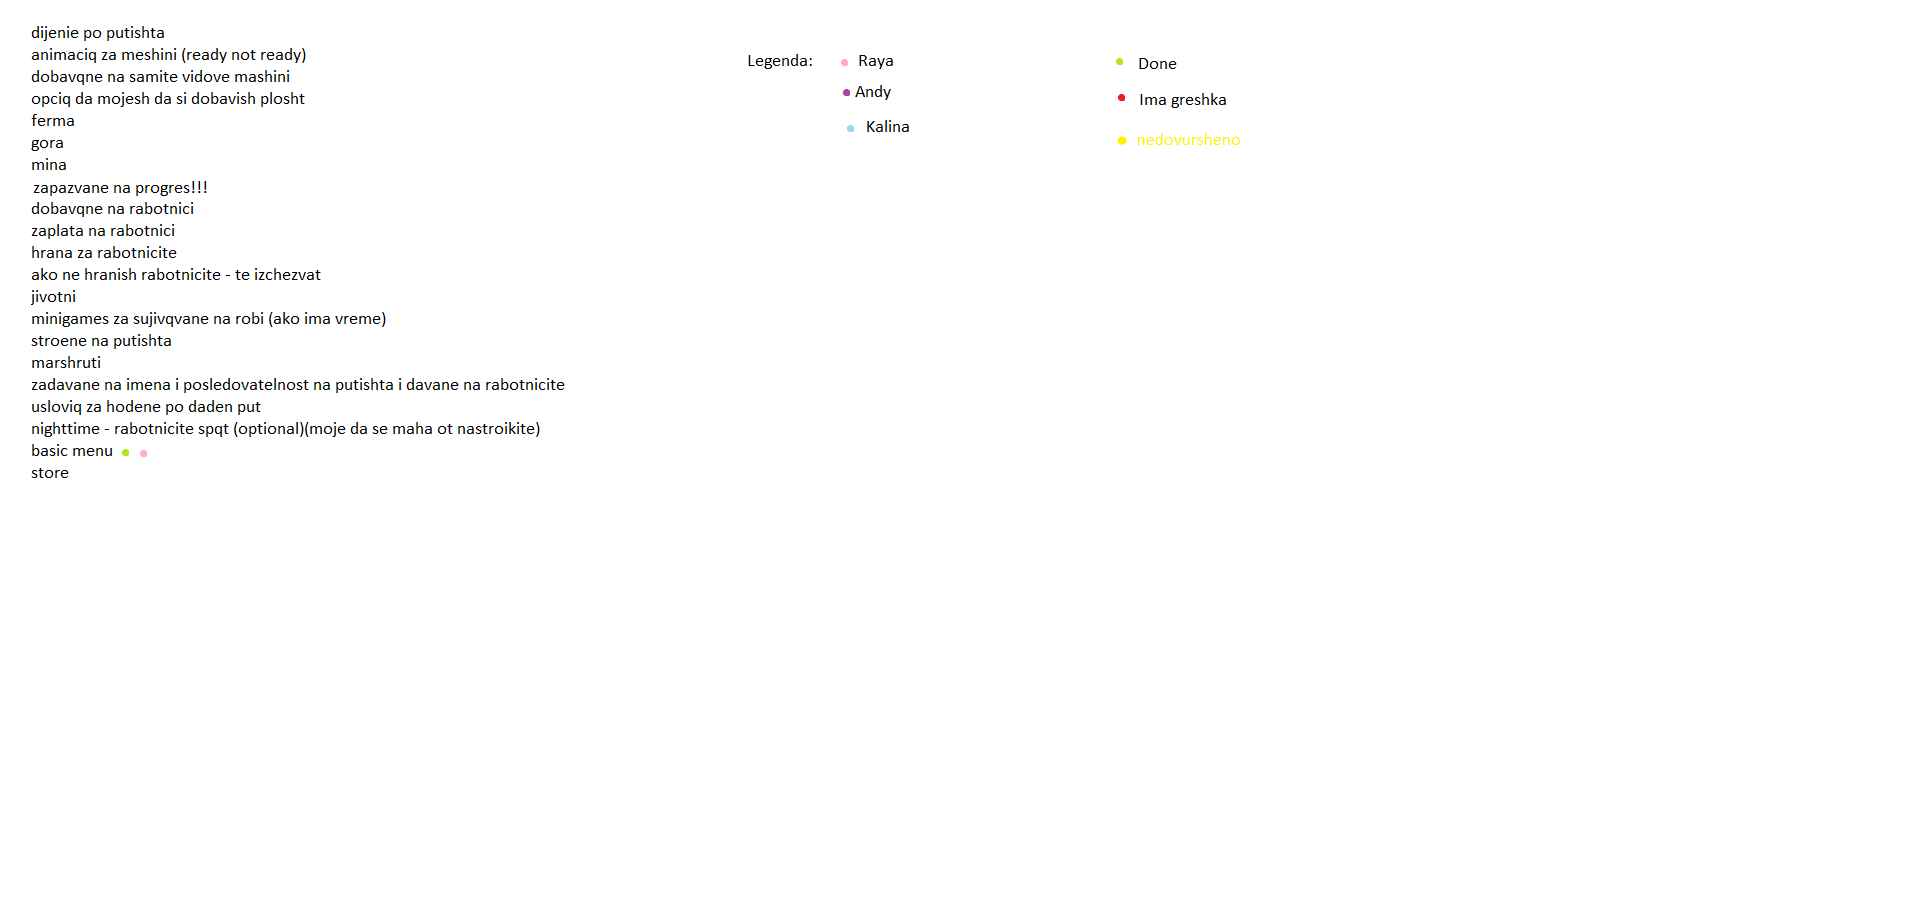 dijenie po putishta
animaciq za meshini (ready not ready)
dobavqne na samite vidove mashini
opciq da mojesh da si dobavish plosht
ferma
gora
mina
zapazvane na progres!!!
dobavqne na rabotnici
zaplata na rabotnici
hrana za rabotnicite
ako ne hranish rabotnicite - te izchezvat
jivotni
minigames za sujivqvane na robi (ako ima vreme)
stroene na putishta
marshruti
zadavane na imena i posledovatelnost na putishta i davane na rabotnicite
usloviq za hodene po daden put
nighttime - rabotnicite spqt (optional)(moje da se maha ot nastroikite)
basic menu
store
Legenda:
Raya
Andy
Kalina
Done
Ima greshka
nedovursheno